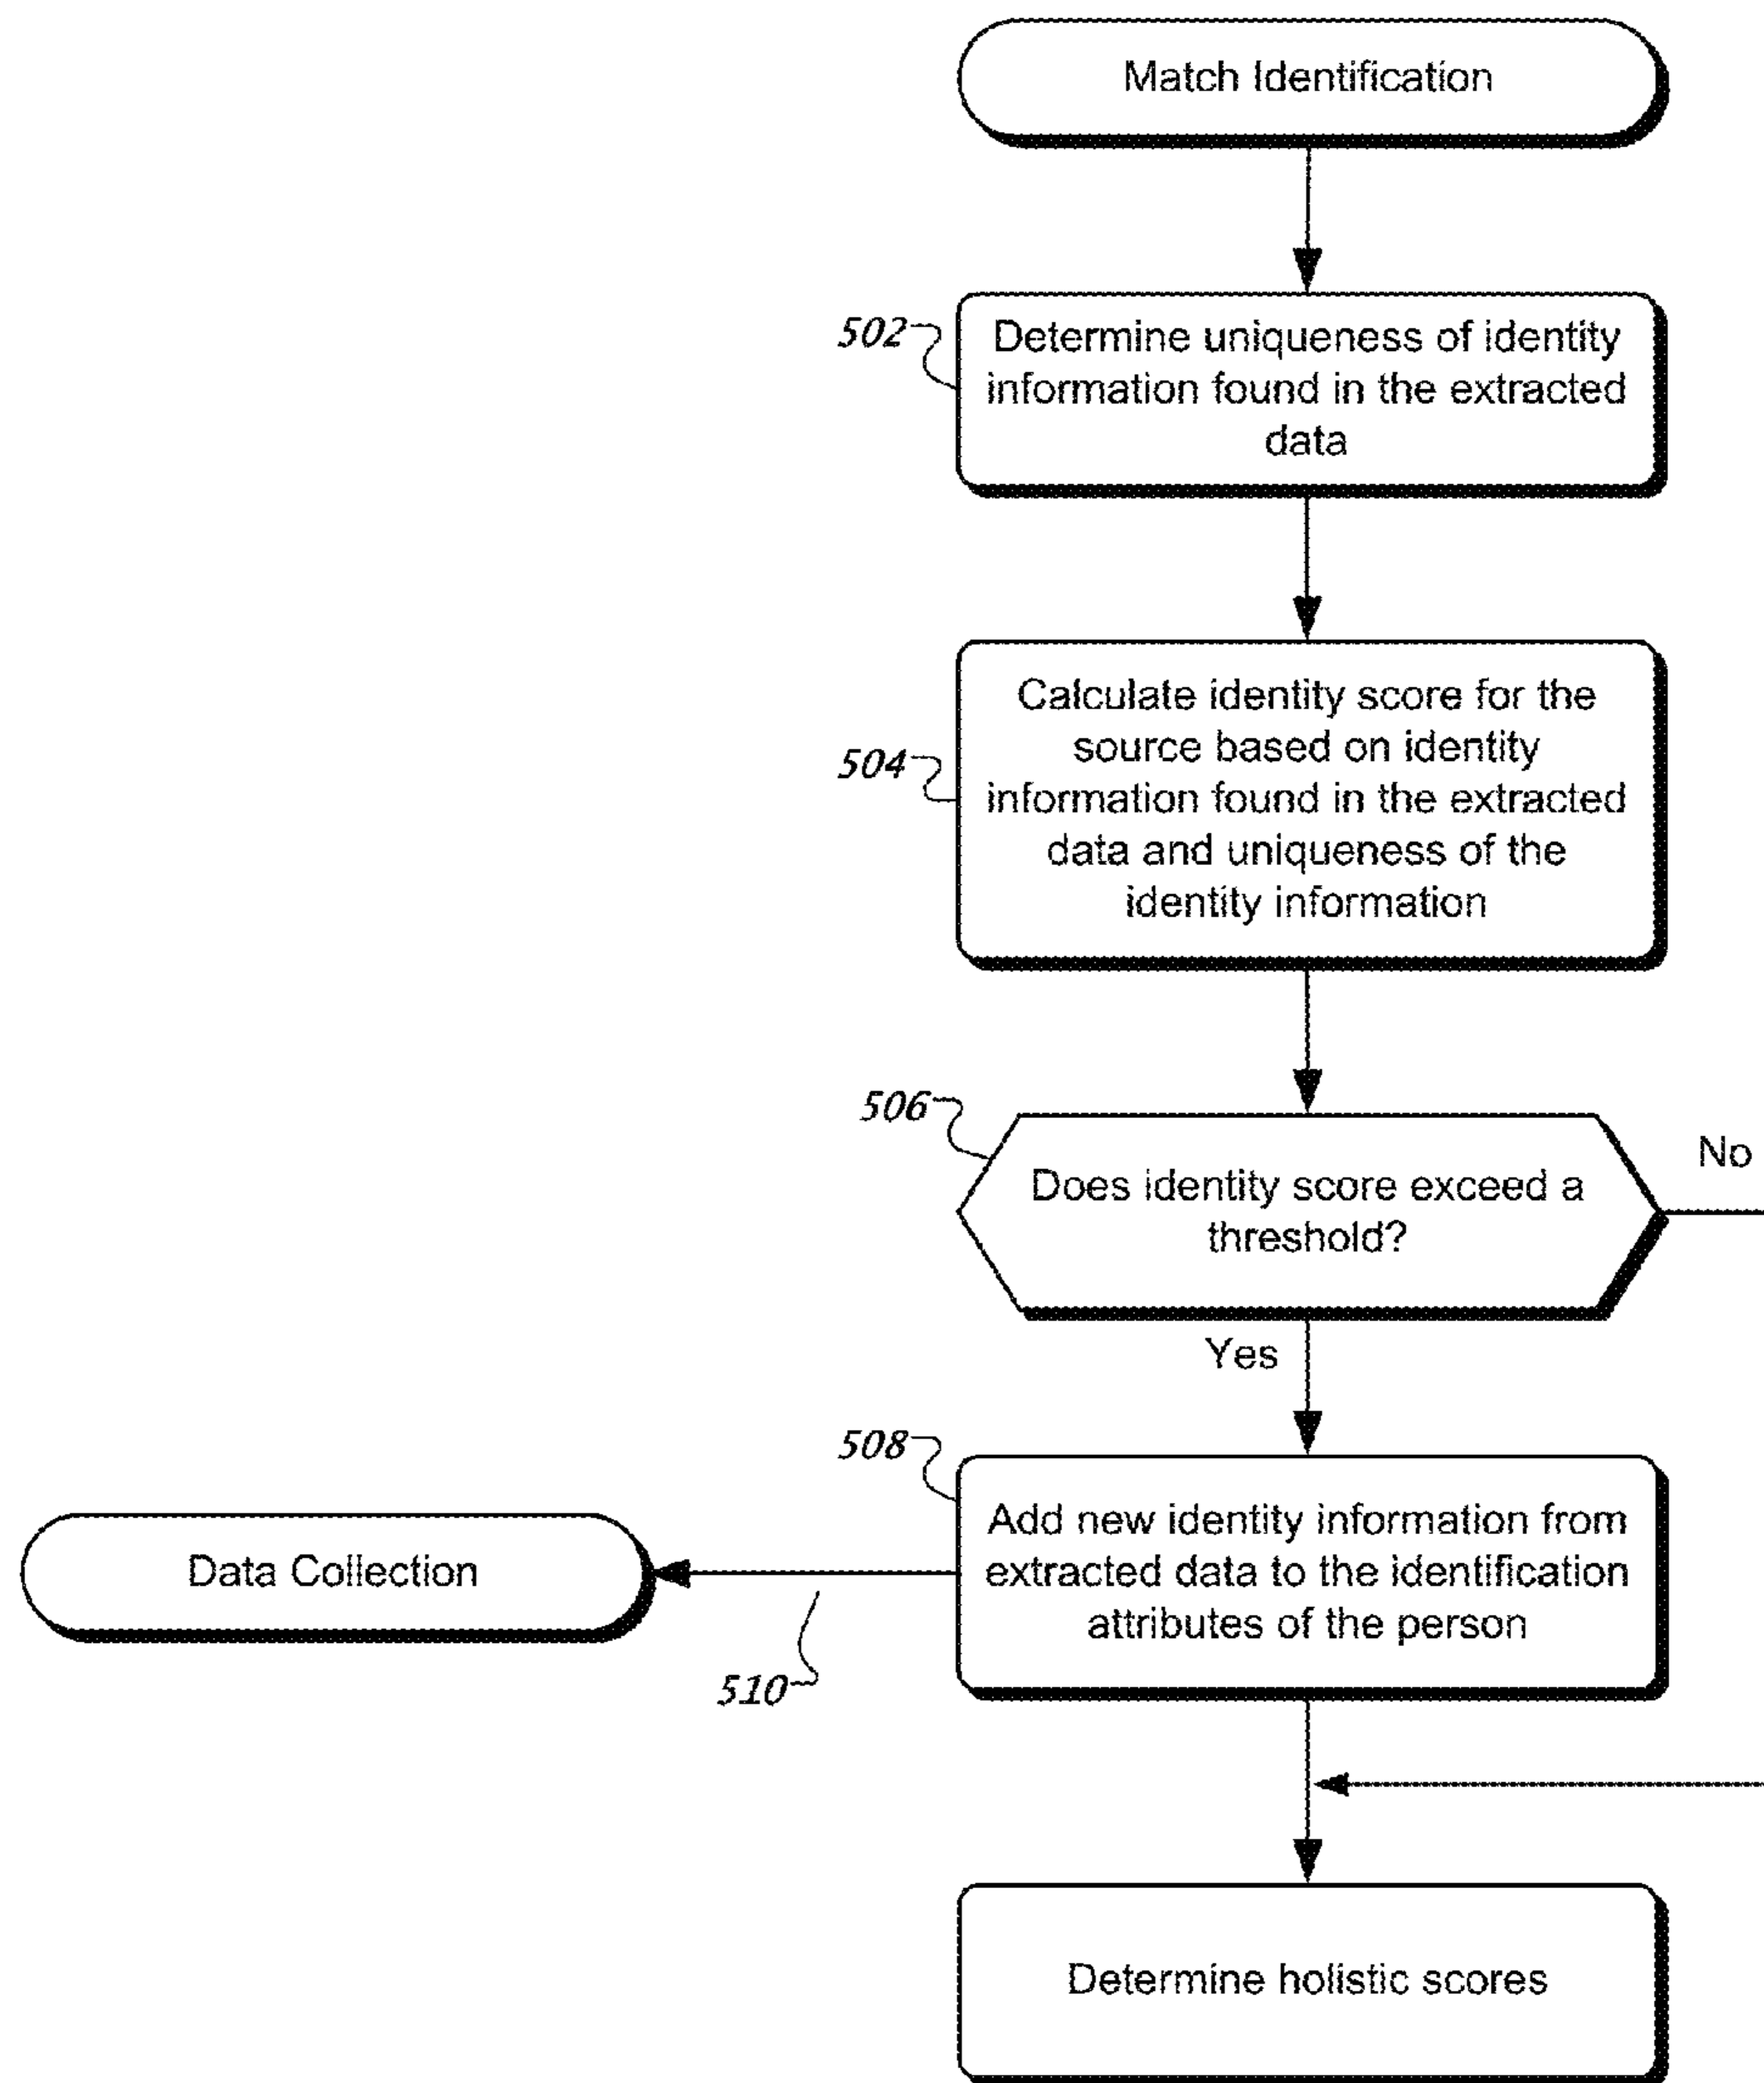 Match Identification
502
Determine uniqueness of identity
information found in the extracted
data
504
Calculate identity score for the
source based on identity
information found in the extracted
data and uniqueness of the
identity information
506
Does identity score exceed a
threshold?
No
Yes
508
Add new identity information from
extracted data to the identification
attributes of the person
Data Collection
510
Determine holistic scores